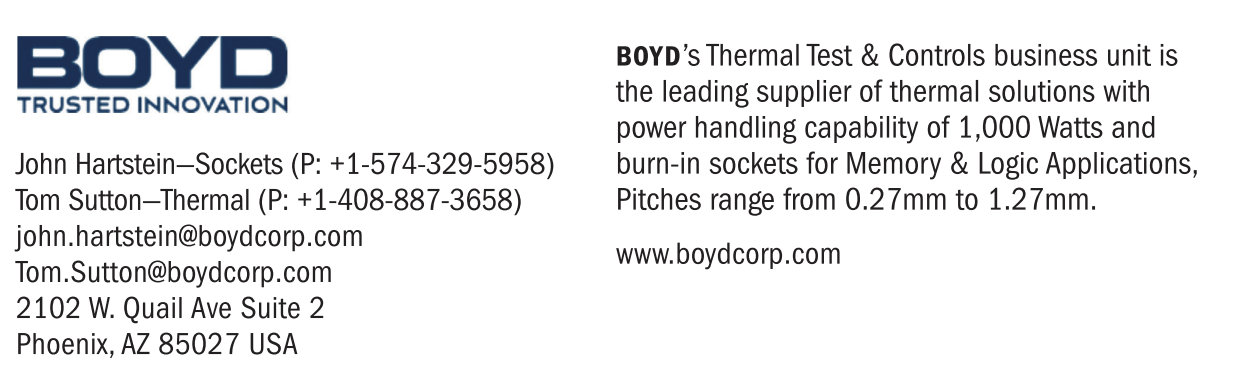 BOYD
TRUSTED INNOVATION
John Hartstein—Sockets (P: +1-574-329-5958)
Tom Sutton—Thermal (P: +1-408-887-3658)
john.hartstein@boydcorp.com
Tom.Sutton@boydcorp.com
2102 W. Quail Ave Suite 2
Phoenix, AZ 85027 USA
BOYD’s Thermal Test & Controls business unit is
the leading supplier of thermal solutions with
power handling capability of 1,000 Watts and
burn-in sockets for Memory & Logic Applications,
Pitches range from 0.27mm to 1.27mm.
www.boydcorp.com